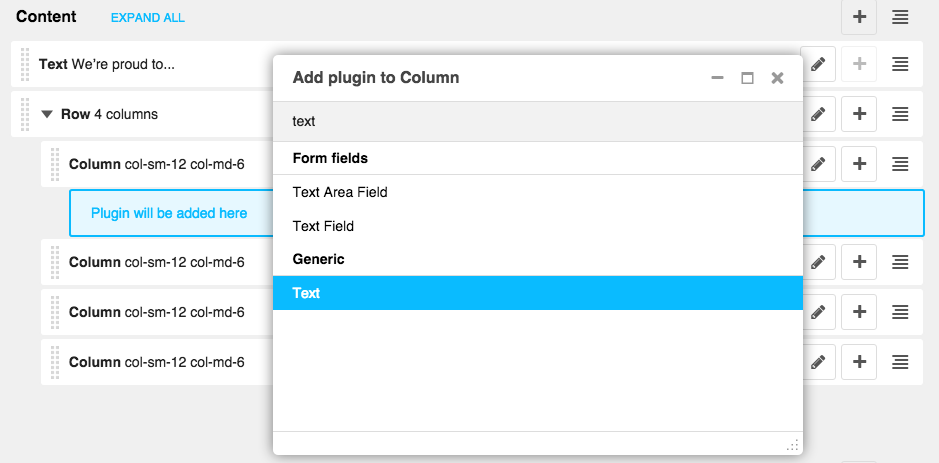 Content EXPAND ALL
Text We're proud to...
Add plugin to Column
text
Row 4 columns
Form fields
Column col-sm-12 col-md-6
Text Area Field
Plugin will be added here
Text Field
Generic
Column col-sm-12 col-md-6
Text
Column col-sm-12 col-md-6
Column col-sm-12 col-md-6